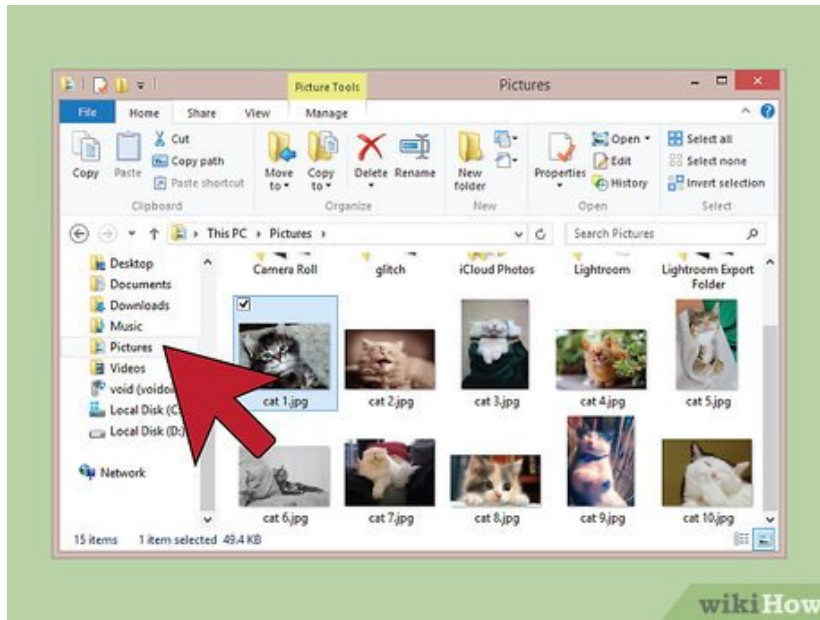 Picture Tools
Pictures
File Home Share View Manage
Copy
Paste
Cut
Copy path
Paste shortcut
Move to
Copy to
Delete
Rename
New folder
Properties
Open
Edit
History
Select all
Select none
Invert selection
Clipboard Organize New Open Select
This PC Pictures
Search Pictures
Desktop
Documents
Downloads
Music
Pictures
Videos
Local Disk (C
Local Disk (D:)
Network
Camera Roll glitch iCloud Photos Lightroom Lightroom Export
Folder
cat 1.jpg cat 2.jpg cat 3.jpg cat 4.jpg cat 5.jpg
cat 6.jpg cat 7.jpg cat 8.jpg cat 9.jpg cat 10.jpg
15 items 1 item selected 49.4 KB
wikiHow